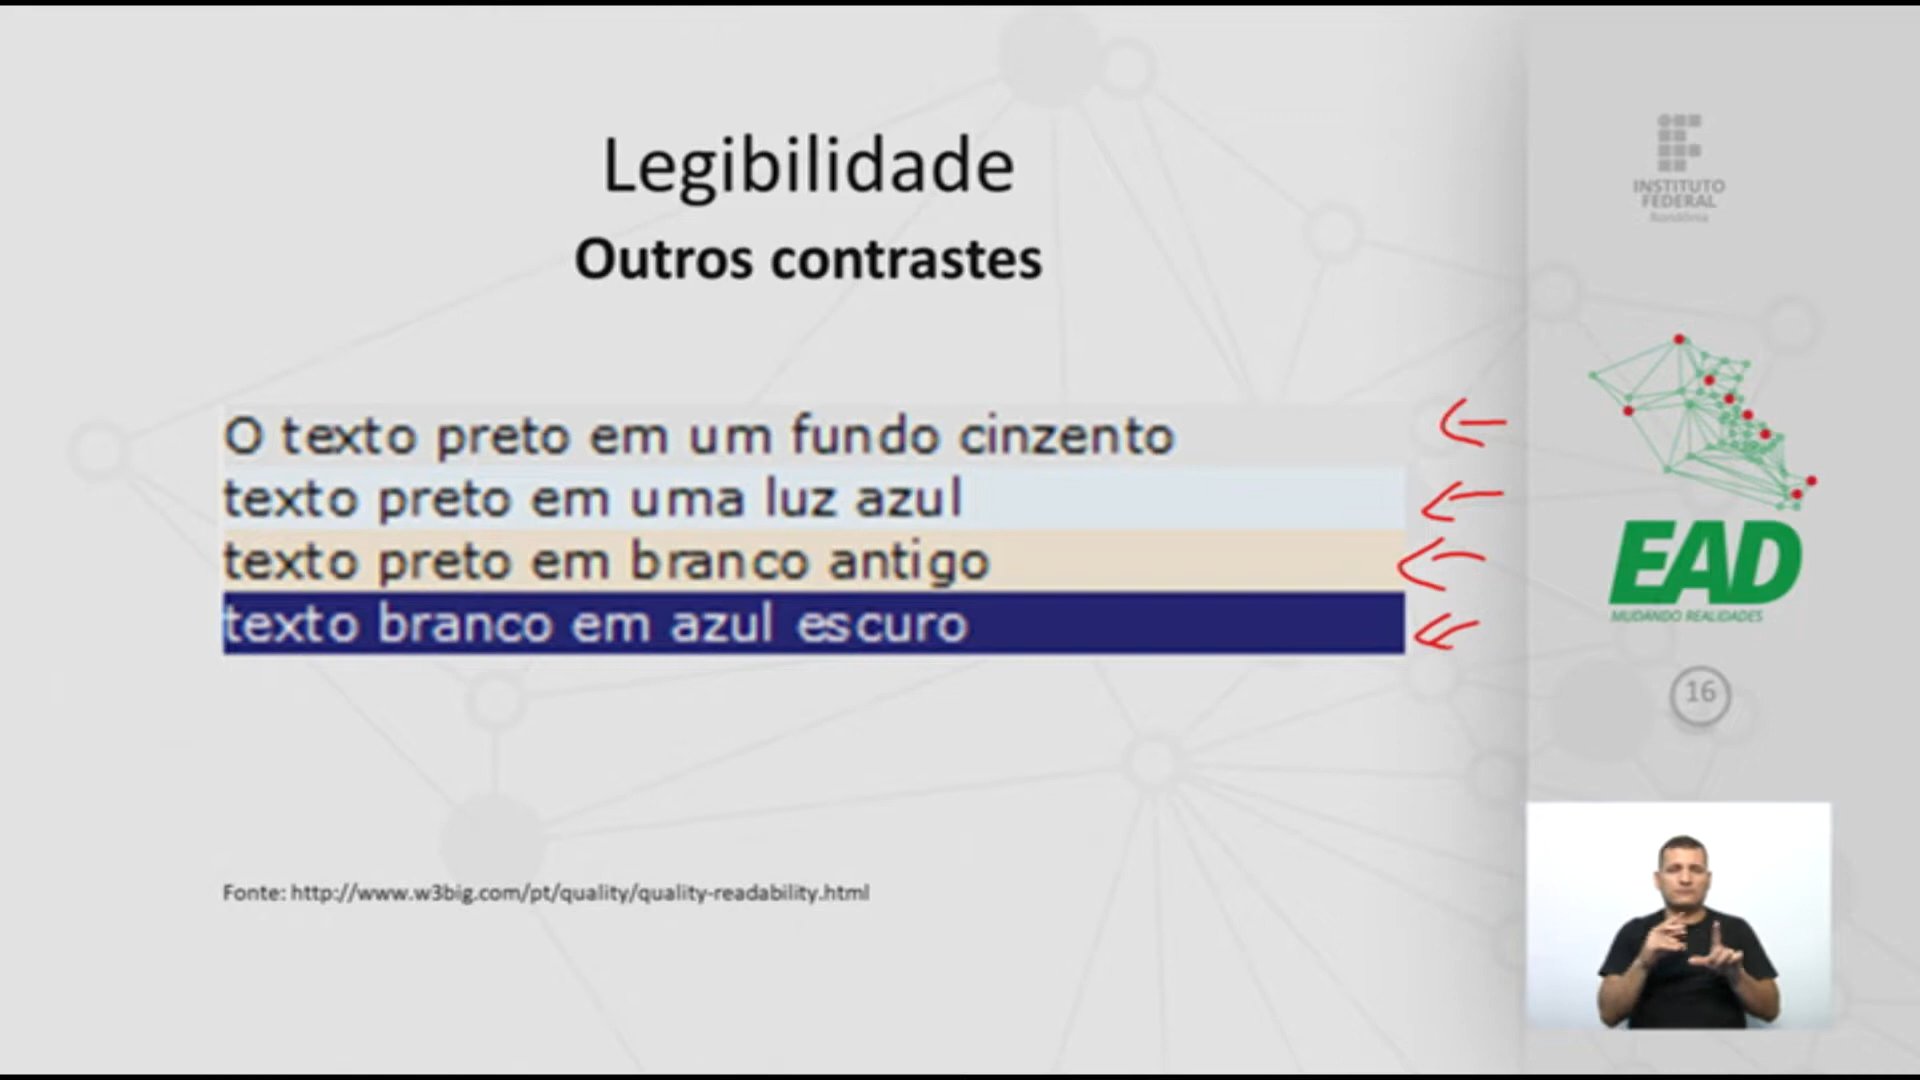 Legibilidade
Outros contrastes
O texto preto em um fundo cinzento
texto preto em uma luz azul
texto preto em branco antigo
texto branco em azul escuro
Fonte: http://www.w3big.com/pt/quality/quality-readability.html
INSTITUTO
FEDERAL
Rondônia
EAD
MUDANDO REALIDADES
16